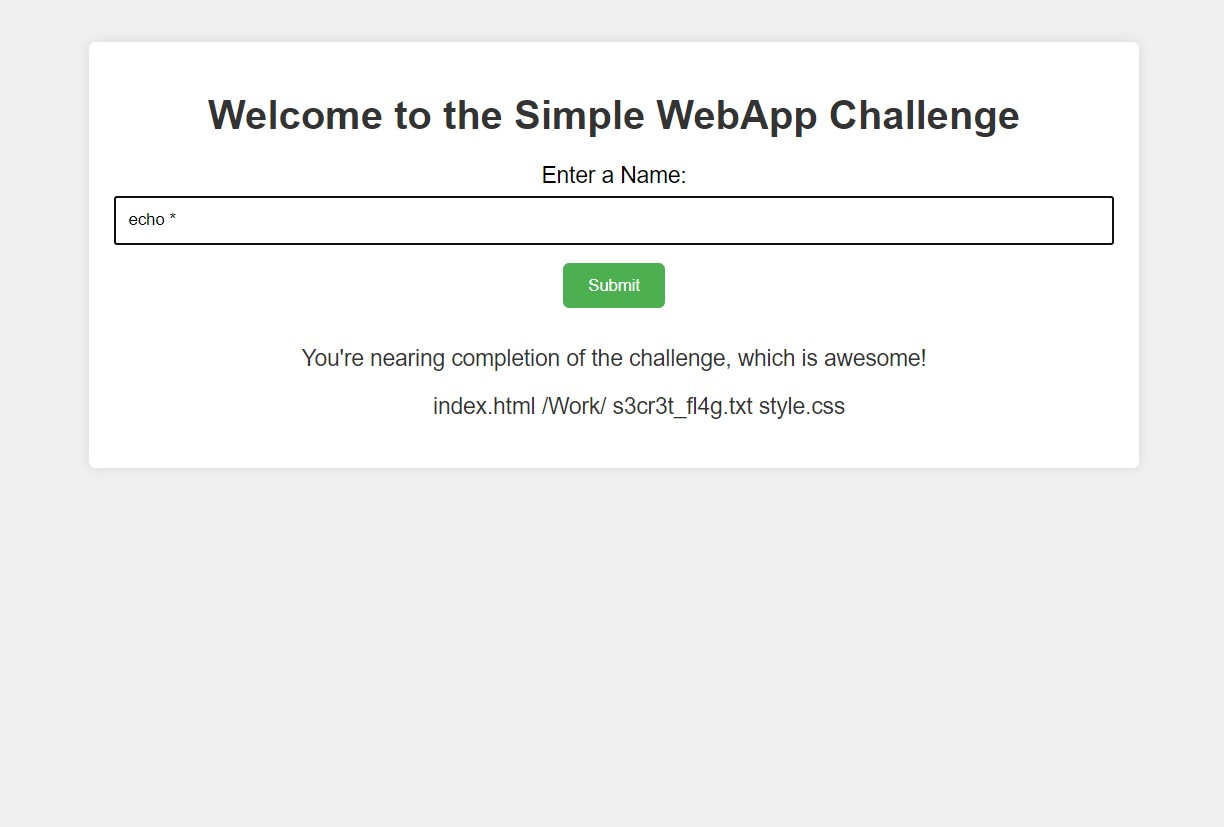 Welcome to the Simple WebApp Challenge
Enter a Name:
echo *
Submit
You're nearing completion of the challenge, which is awesome!
index.html /Work/ s3cr3t_fl4g.txt style.css